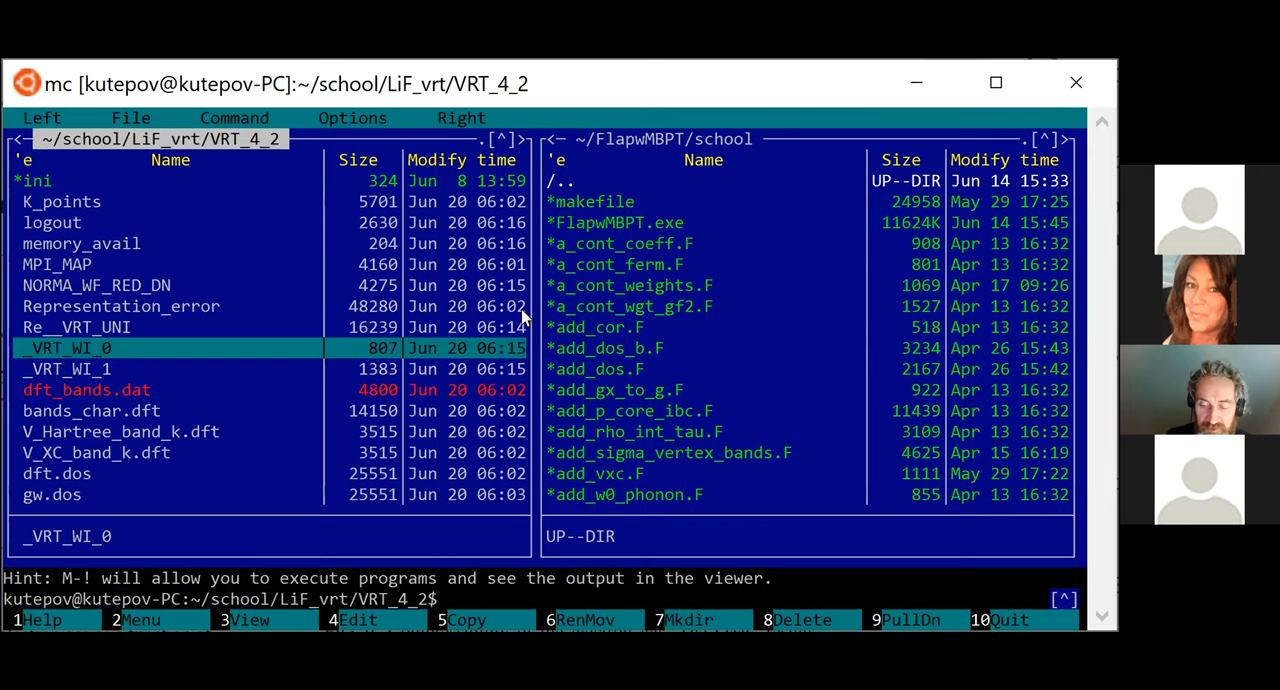 mc [kutepov@kutepov-PC]:~/school/LiF_vrt/VRT_4_2
Left File Command Options Right
<─ ~/school/LiF_vrt/VRT_4_2 .[^]>
'e Name Size Modify time
*ini 324 Jun 8 13:59
K_points 5701 Jun 20 06:02
logout 2630 Jun 20 06:16
memory_avail 204 Jun 20 06:16
MPI_MAP 4160 Jun 20 06:01
NORMA_WF_RED_DN 4275 Jun 20 06:15
Representation_error 48280 Jun 20 06:02
Re__VRT_UNI 16239 Jun 20 06:14
_VRT_WI_0 807 Jun 20 06:15
_VRT_WI_1 1383 Jun 20 06:15
dft_bands.dat 4800 Jun 20 06:02
bands_char.dft 14150 Jun 20 06:02
V_Hartree_band_k.dft 3515 Jun 20 06:02
V_XC_band_k.dft 3515 Jun 20 06:02
dft.dos 25551 Jun 20 06:02
gw.dos 25551 Jun 20 06:03
_VRT_WI_0
<─ ~/FlapwMBPT/school .[^]>
'e Name Size Modify time
/.. UP--DIR Jun 14 15:33
*makefile 24958 May 29 17:25
*FlapwMBPT.exe 11624K Jun 14 15:45
*a_cont_coeff.F 908 Apr 13 16:32
*a_cont_ferm.F 801 Apr 13 16:32
*a_cont_weights.F 1069 Apr 17 09:26
*a_cont_wgt_gf2.F 1527 Apr 13 16:32
*add_cor.F 518 Apr 13 16:32
*add_dos_b.F 3234 Apr 26 15:43
*add_dos.F 2167 Apr 26 15:42
*add_gx_to_g.F 922 Apr 13 16:32
*add_p_core_ibc.F 11439 Apr 13 16:32
*add_rho_int_tau.F 3109 Apr 13 16:32
*add_sigma_vertex_bands.F 4625 Apr 15 16:19
*add_vxc.F 1111 May 29 17:22
*add_w0_phonon.F 855 Apr 13 16:32
UP--DIR
Hint: M-! will allow you to execute programs and see the output in the viewer.
kutepov@kutepov-PC:~/school/LiF_vrt/VRT_4_2$ [^]
1Help 2Menu 3View 4Edit 5Copy 6RenMov 7Mkdir 8Delete 9PullDn 10Quit